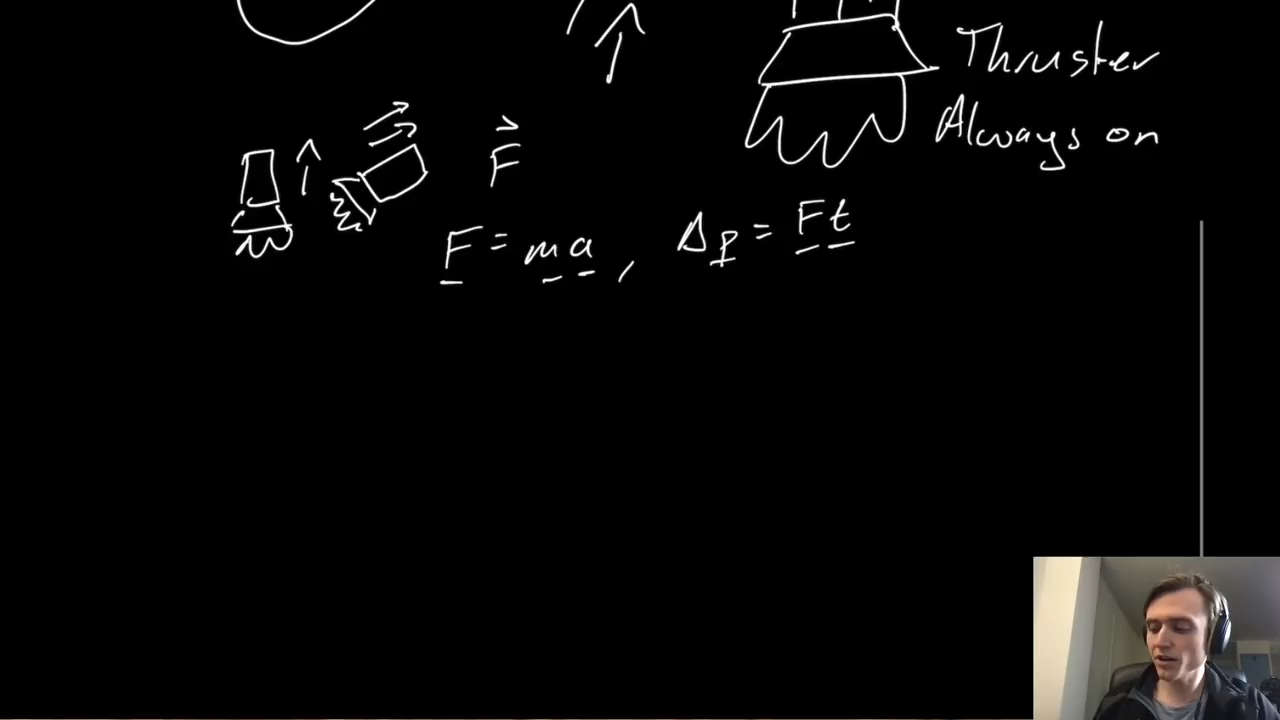 Thruster
Always on
F⃗
F = ma, Δp = Ft